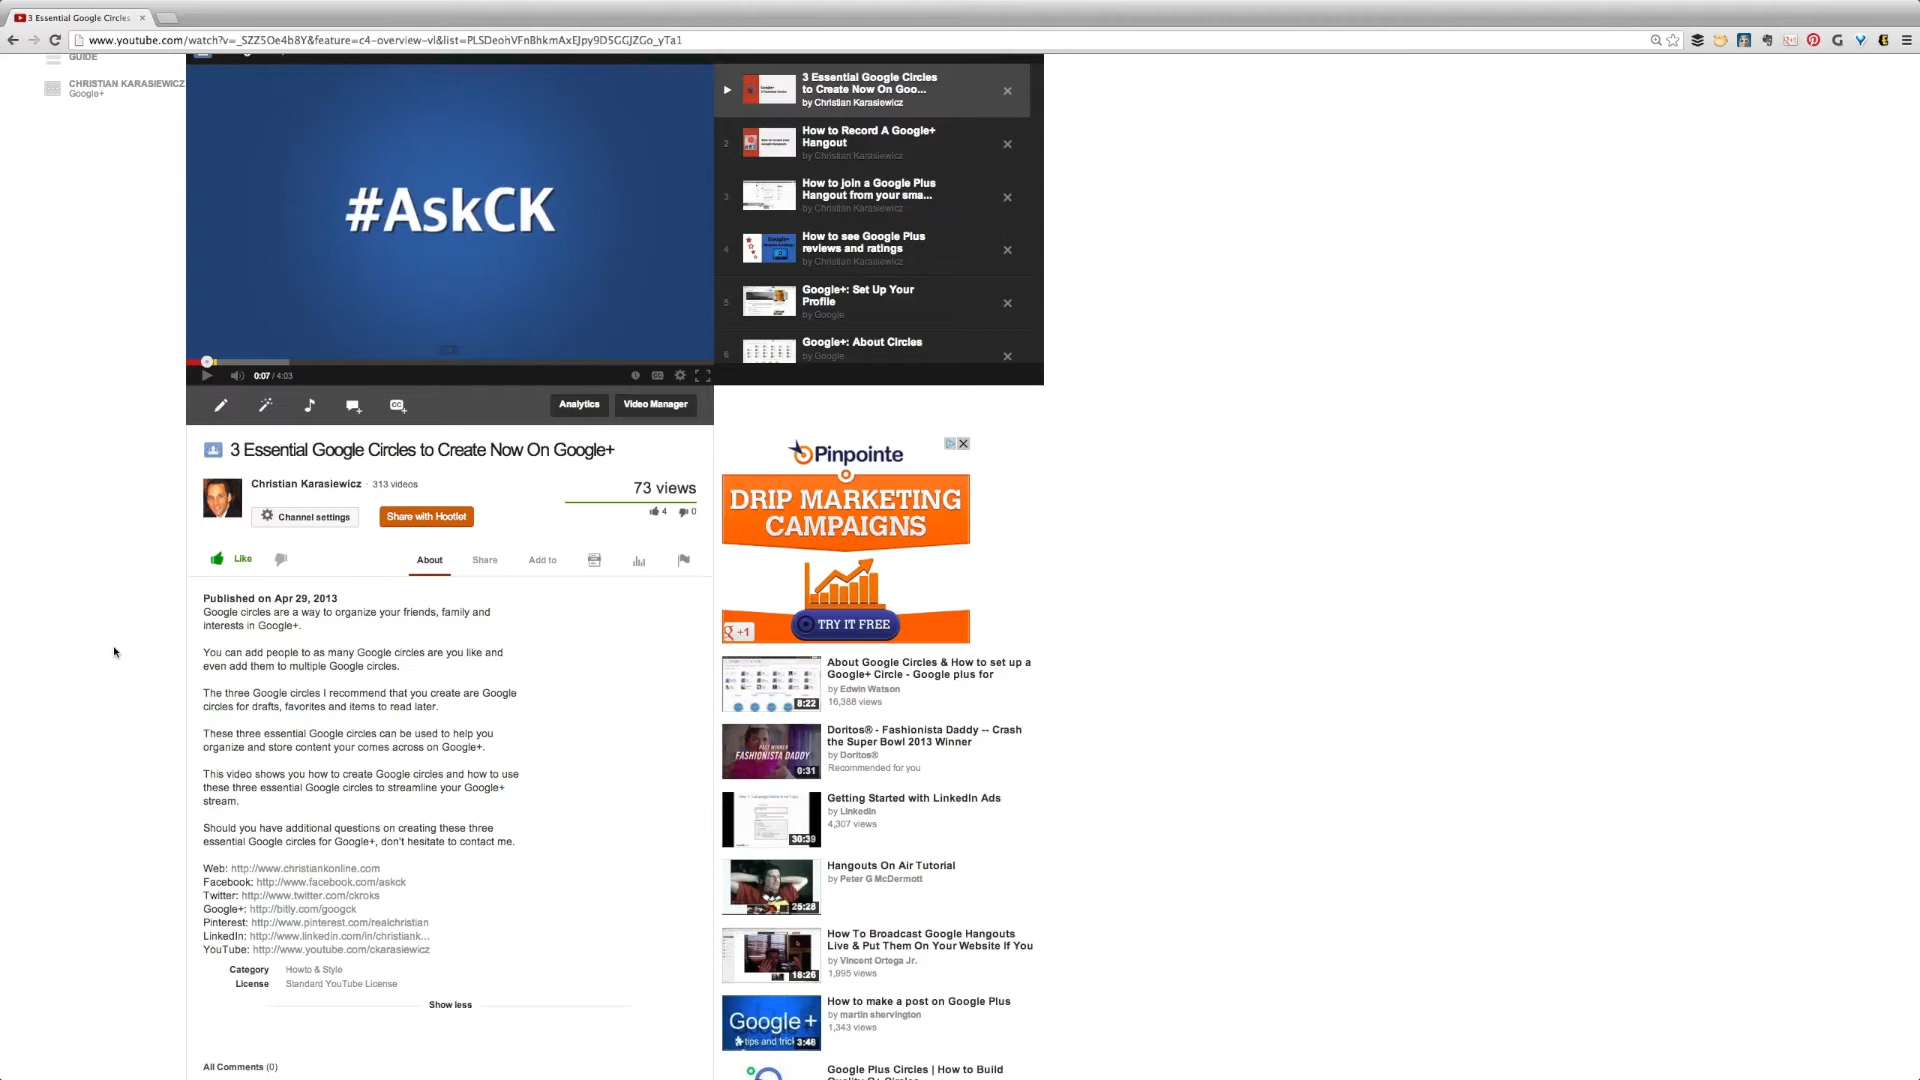 3 Essential Google Circles
www.youtube.com/watch?v=_SZZ5Oe4b8Y&feature=c4-overview-vl&list=PLSDeohVFnBhkmAxEJpy9D5GGJZGo_yTa1
GUIDE
CHRISTIAN KARASIEWICZ
Google+
#AskCK
0:07 / 4:03
3 Essential Google Circles
to Create Now On Goo...
by Christian Karasiewicz
2
How to Record A Google+
Hangout
by Christian Karasiewicz
3
How to join a Google Plus
Hangout from your sma...
by Christian Karasiewicz
4
How to see Google Plus
reviews and ratings
by Christian Karasiewicz
5
Google+: Set Up Your
Profile
by Google
6
Google+: About Circles
by Google
Analytics
Video Manager
3 Essential Google Circles to Create Now On Google+
Christian Karasiewicz · 313 videos
73 views
Channel settings
Share with Hootlet
4
0
Like
About
Share
Add to
Published on Apr 29, 2013
Google circles are a way to organize your friends, family and
interests in Google+.
You can add people to as many Google circles are you like and
even add them to multiple Google circles.
The three Google circles I recommend that you create are Google
circles for drafts, favorites and items to read later.
These three essential Google circles can be used to help you
organize and store content your comes across on Google+.
This video shows you how to create Google circles and how to use
these three essential Google circles to streamline your Google+
stream.
Should you have additional questions on creating these three
essential Google circles for Google+, don't hesitate to contact me.
Web: http://www.christiankonline.com
Facebook: http://www.facebook.com/askck
Twitter: http://www.twitter.com/ckroks
Google+: http://bitly.com/googck
Pinterest: http://www.pinterest.com/realchristian
LinkedIn: http://www.linkedin.com/in/christiank...
YouTube: http://www.youtube.com/ckarasiewicz
Category Howto & Style
License Standard YouTube License
Show less
All Comments (0)
Pinpointe
DRIP MARKETING
CAMPAIGNS
TRY IT FREE
+1
About Google Circles & How to set up a
Google+ Circle - Google plus for
by Edwin Watson
16,388 views
8:22
Doritos® - Fashionista Daddy -- Crash
the Super Bowl 2013 Winner
by Doritos®
Recommended for you
FASHIONISTA DADDY
0:31
Getting Started with LinkedIn Ads
by LinkedIn
4,307 views
30:39
Hangouts On Air Tutorial
by Peter G McDermott
25:28
How To Broadcast Google Hangouts
Live & Put Them On Your Website If You
by Vincent Ortega Jr.
1,995 views
18:26
How to make a post on Google Plus
by martin shervington
1,343 views
Google +
tips and trick
3:48
Google Plus Circles | How to Build